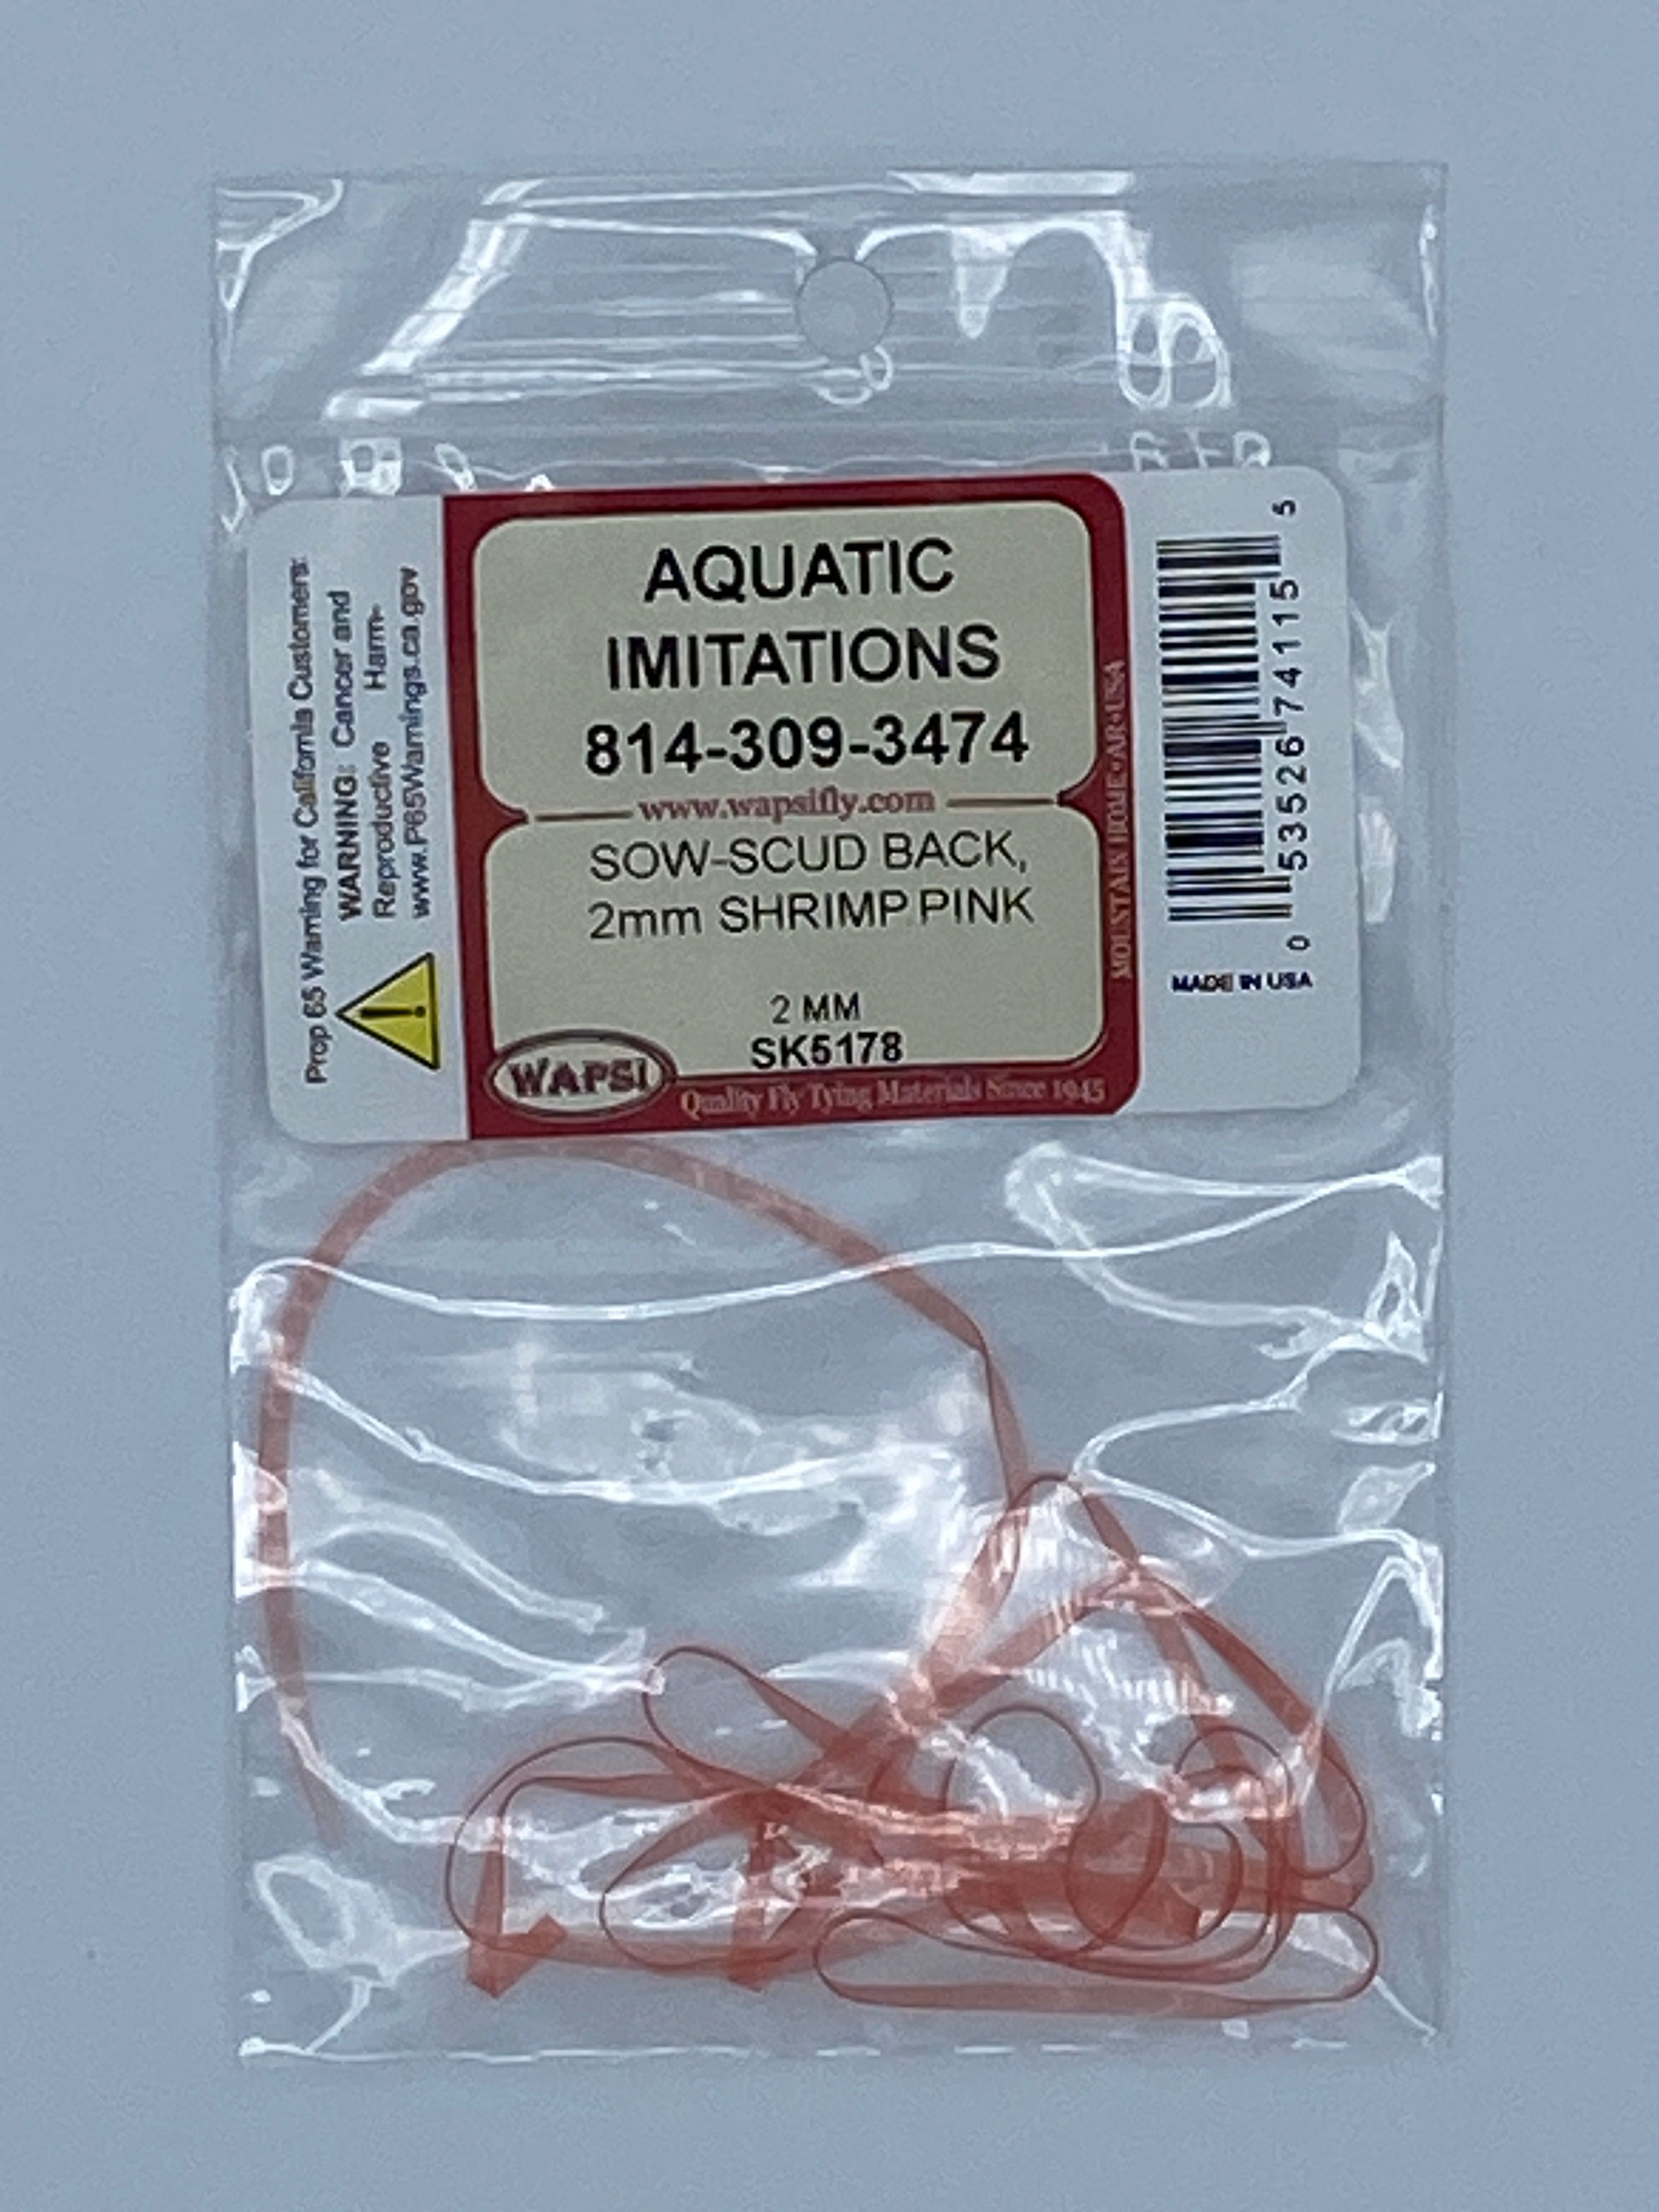 Prop 65 Warning for California Customers:
WARNING: Cancer and
Reproductive Harm-
www.P65Warnings.ca.gov
AQUATIC
IMITATIONS
814-309-3474
www.wapsifly.com
SOW-SCUD BACK,
2mm SHRIMP PINK
2 MM
SK5178
WAPSI
Quality Fly Tying Materials Since 1945
MOUNTAIN HOME•AR•USA
0 53526 74115 5
MADE IN USA